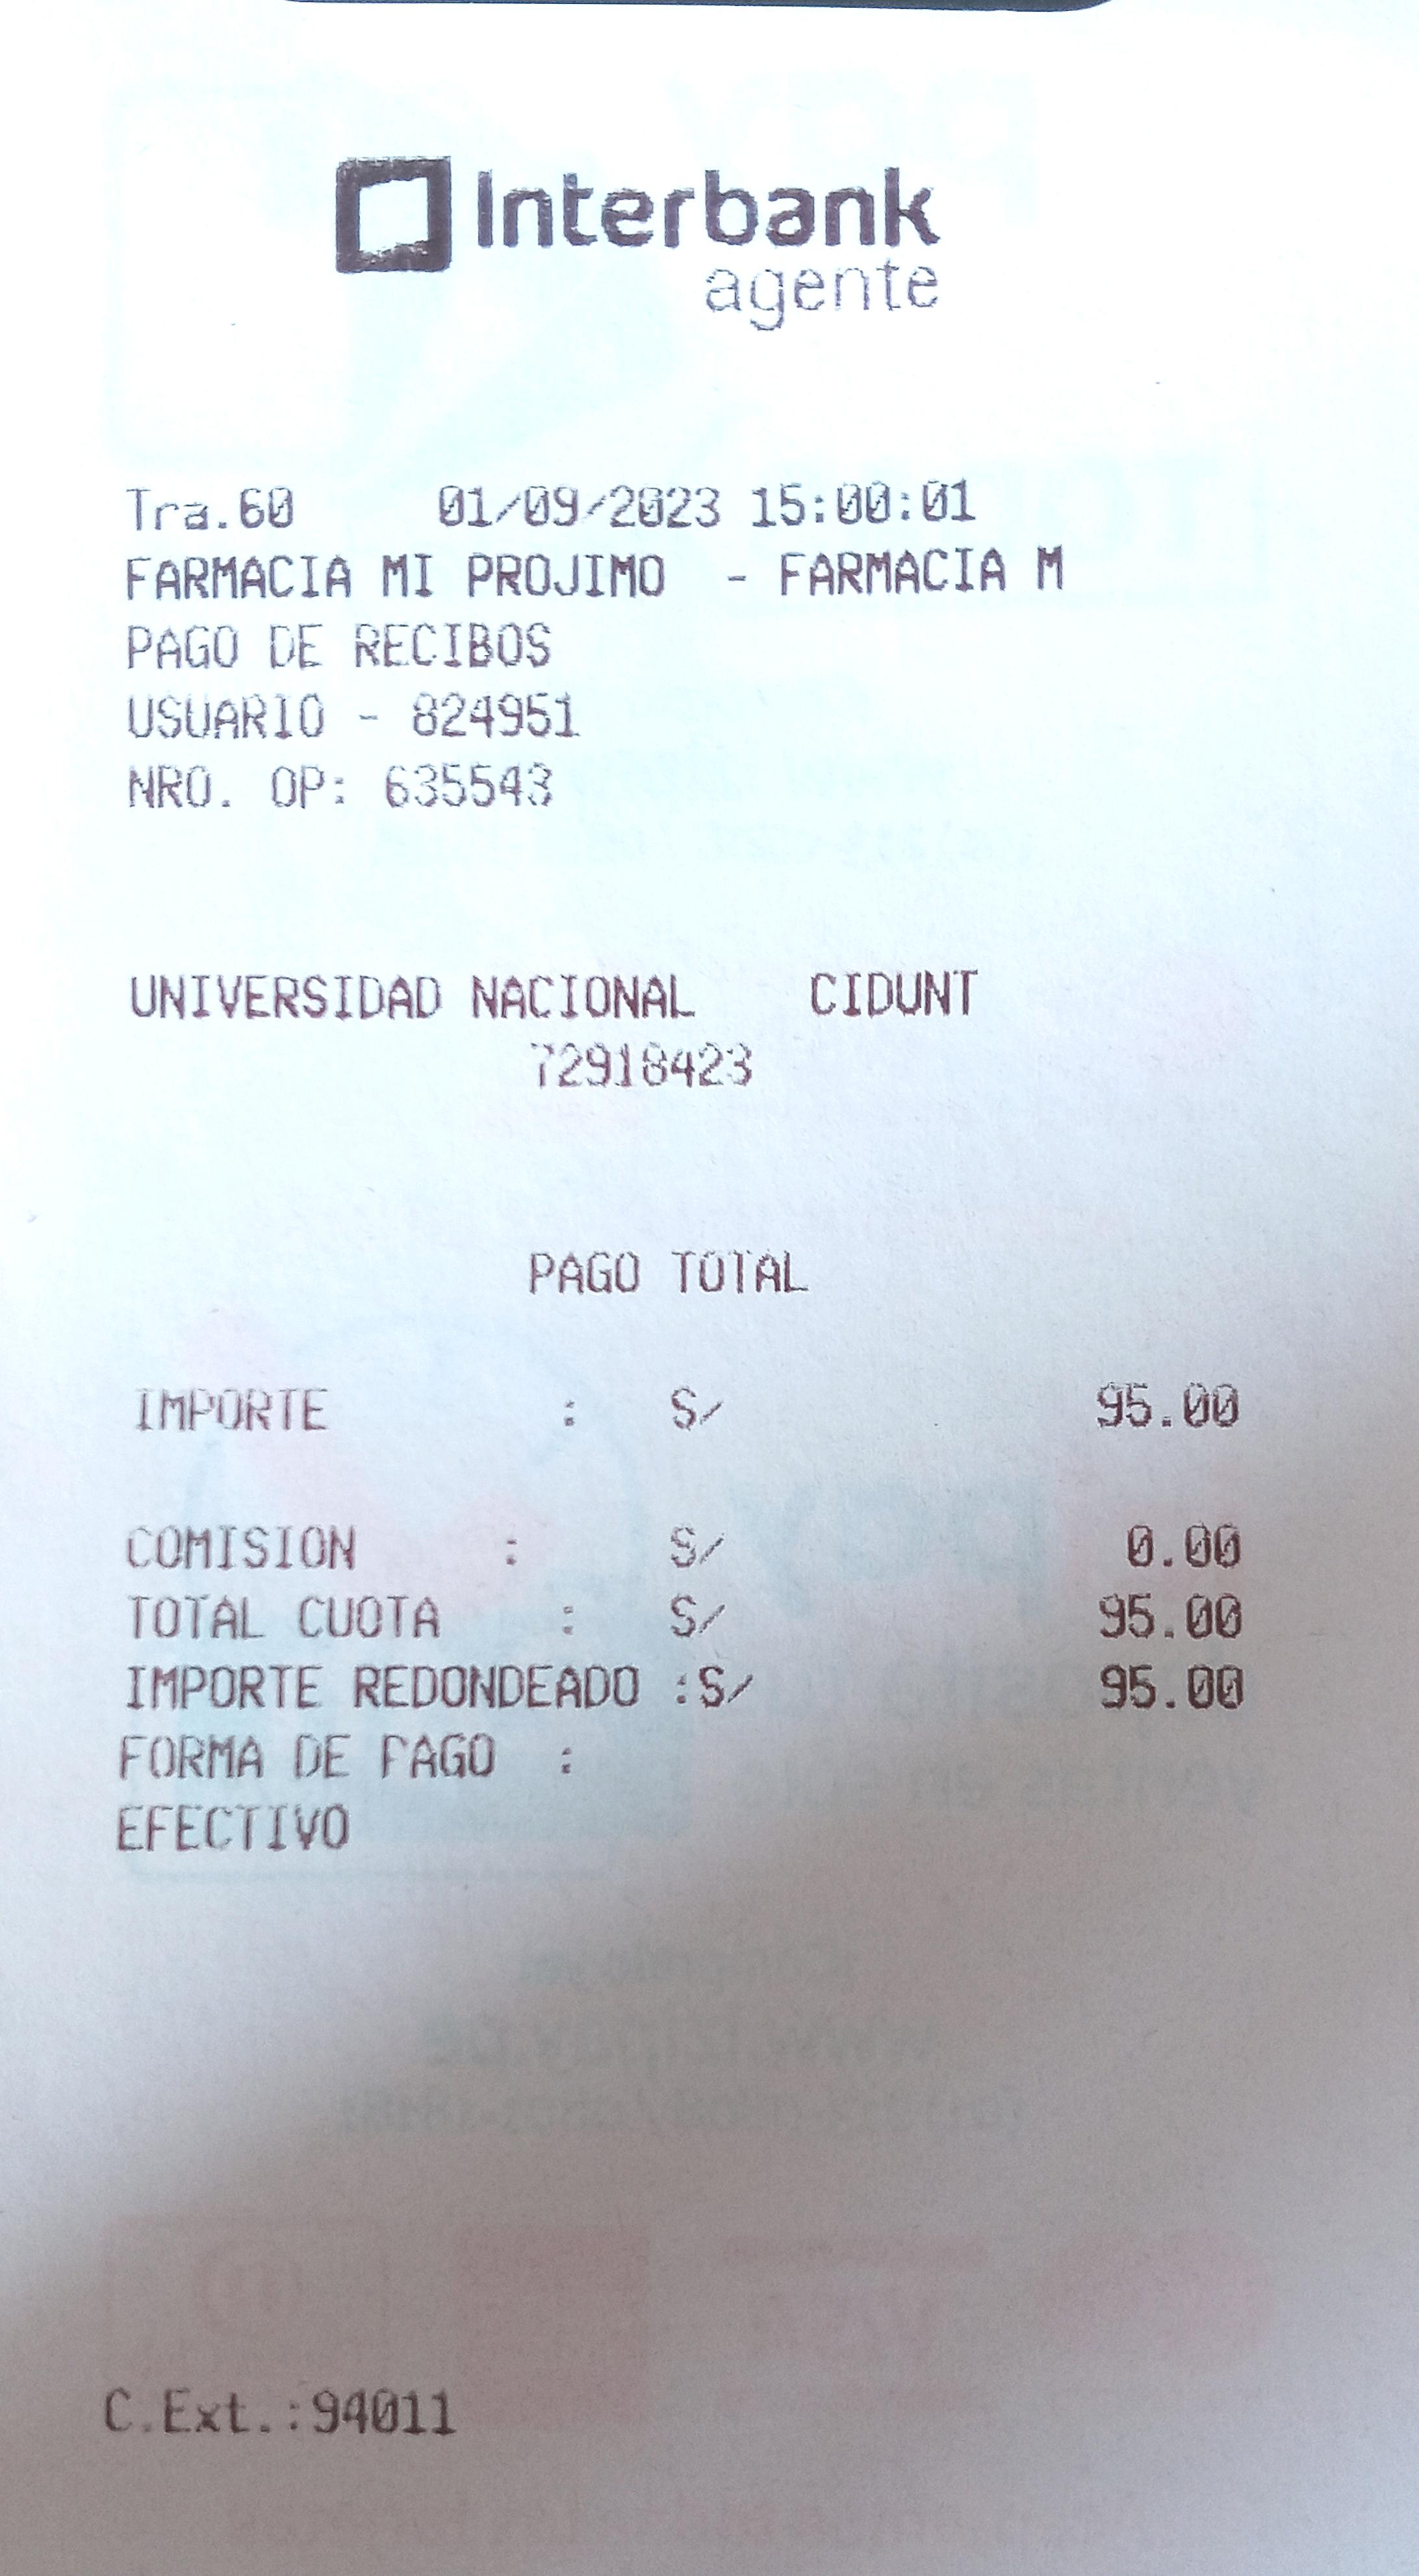 Interbank
agente
Tra.60 01/09/2023 15:00:01
FARMACIA MI PROJIMO - FARMACIA M
PAGO DE RECIBOS
USUARIO - 824951
NRO. OP: 635543
UNIVERSIDAD NACIONAL CIDUNT
72918423
PAGO TOTAL
IMPORTE : S/ 95.00
COMISION : S/ 0.00
TOTAL CUOTA : S/ 95.00
IMPORTE REDONDEADO :S/ 95.00
FORMA DE PAGO :
EFECTIVO
C.Ext.:94011